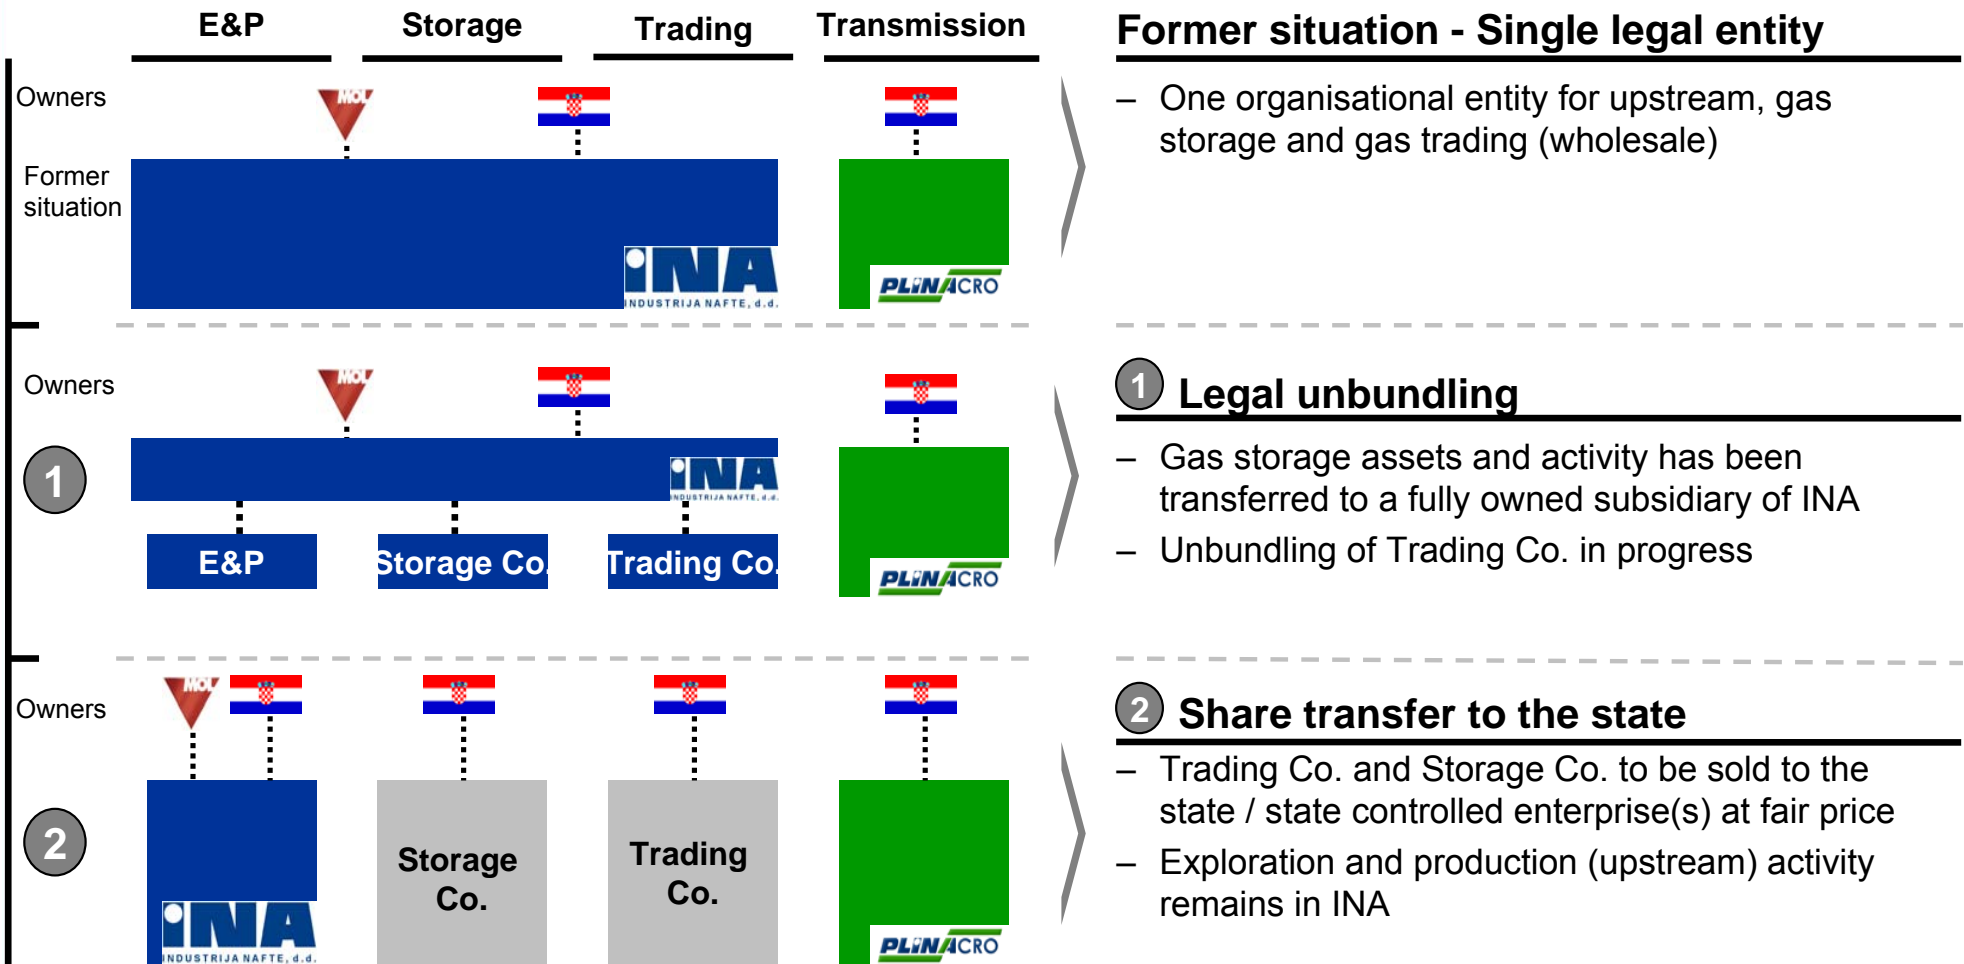 E&P Storage Trading Transmission
Former situation - Single legal entity
Owners
MOL
Former
situation
INA
INDUSTRIJA NAFTE, d.d.
PLINACRO
– One organisational entity for upstream, gas
storage and gas trading (wholesale)
Owners
MOL
1
INA
INDUSTRIJA NAFTE, d.d.
E&P
Storage Co.
Trading Co.
PLINACRO
1 Legal unbundling
– Gas storage assets and activity has been
transferred to a fully owned subsidiary of INA
– Unbundling of Trading Co. in progress
Owners
MOL
2
INA
INDUSTRIJA NAFTE, d.d.
Storage
Co.
Trading
Co.
PLINACRO
2 Share transfer to the state
– Trading Co. and Storage Co. to be sold to the
state / state controlled enterprise(s) at fair price
– Exploration and production (upstream) activity
remains in INA